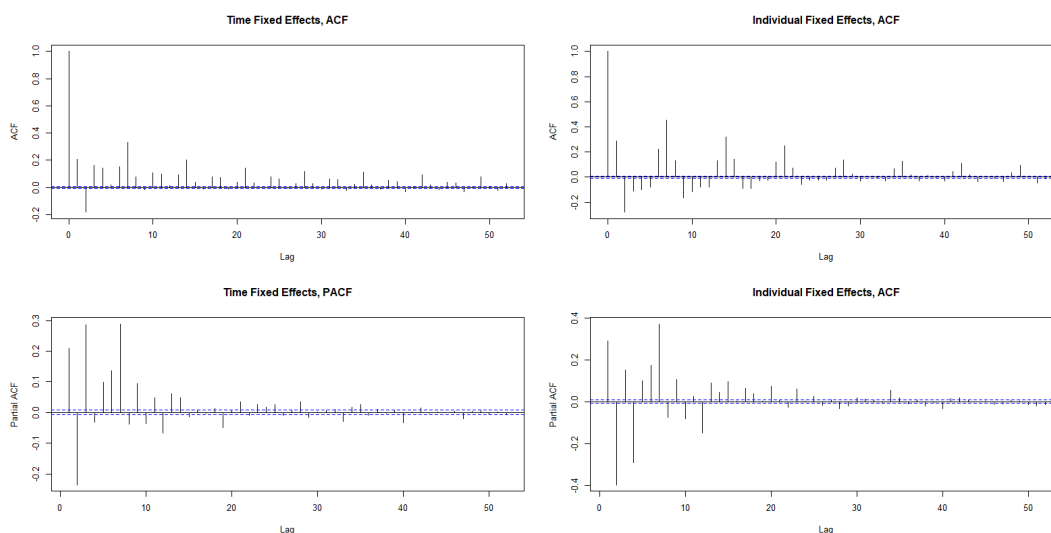 Time Fixed Effects, ACF
ACF
1.0
0.8
0.6
0.4
0.2
0.0
-0.2
0 10 20 30 40 50
Lag
Individual Fixed Effects, ACF
ACF
1.0
0.8
0.6
0.4
0.2
0.0
-0.2
0 10 20 30 40 50
Lag
Time Fixed Effects, PACF
Partial ACF
0.3
0.2
0.1
0.0
-0.1
-0.2
0 10 20 30 40 50
Lag
Individual Fixed Effects, ACF
Partial ACF
0.4
0.2
0.0
-0.2
-0.4
0 10 20 30 40 50
Lag